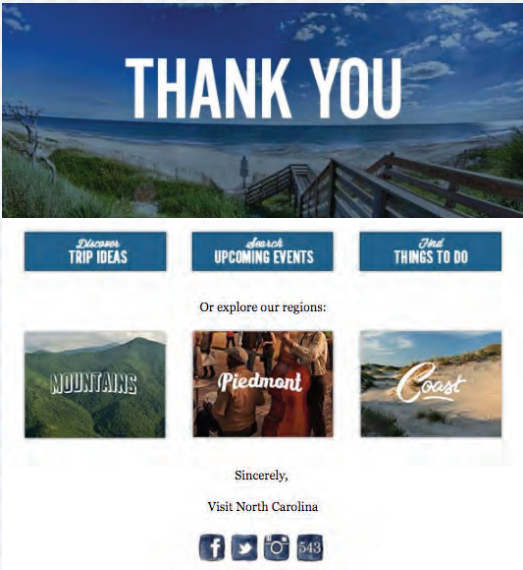 THANK YOU
Discover
TRIP IDEAS
Search
UPCOMING EVENTS
Find
THINGS TO DO
Or explore our regions:
MOUNTAINS
Piedmont
Coast
Sincerely,
Visit North Carolina
543